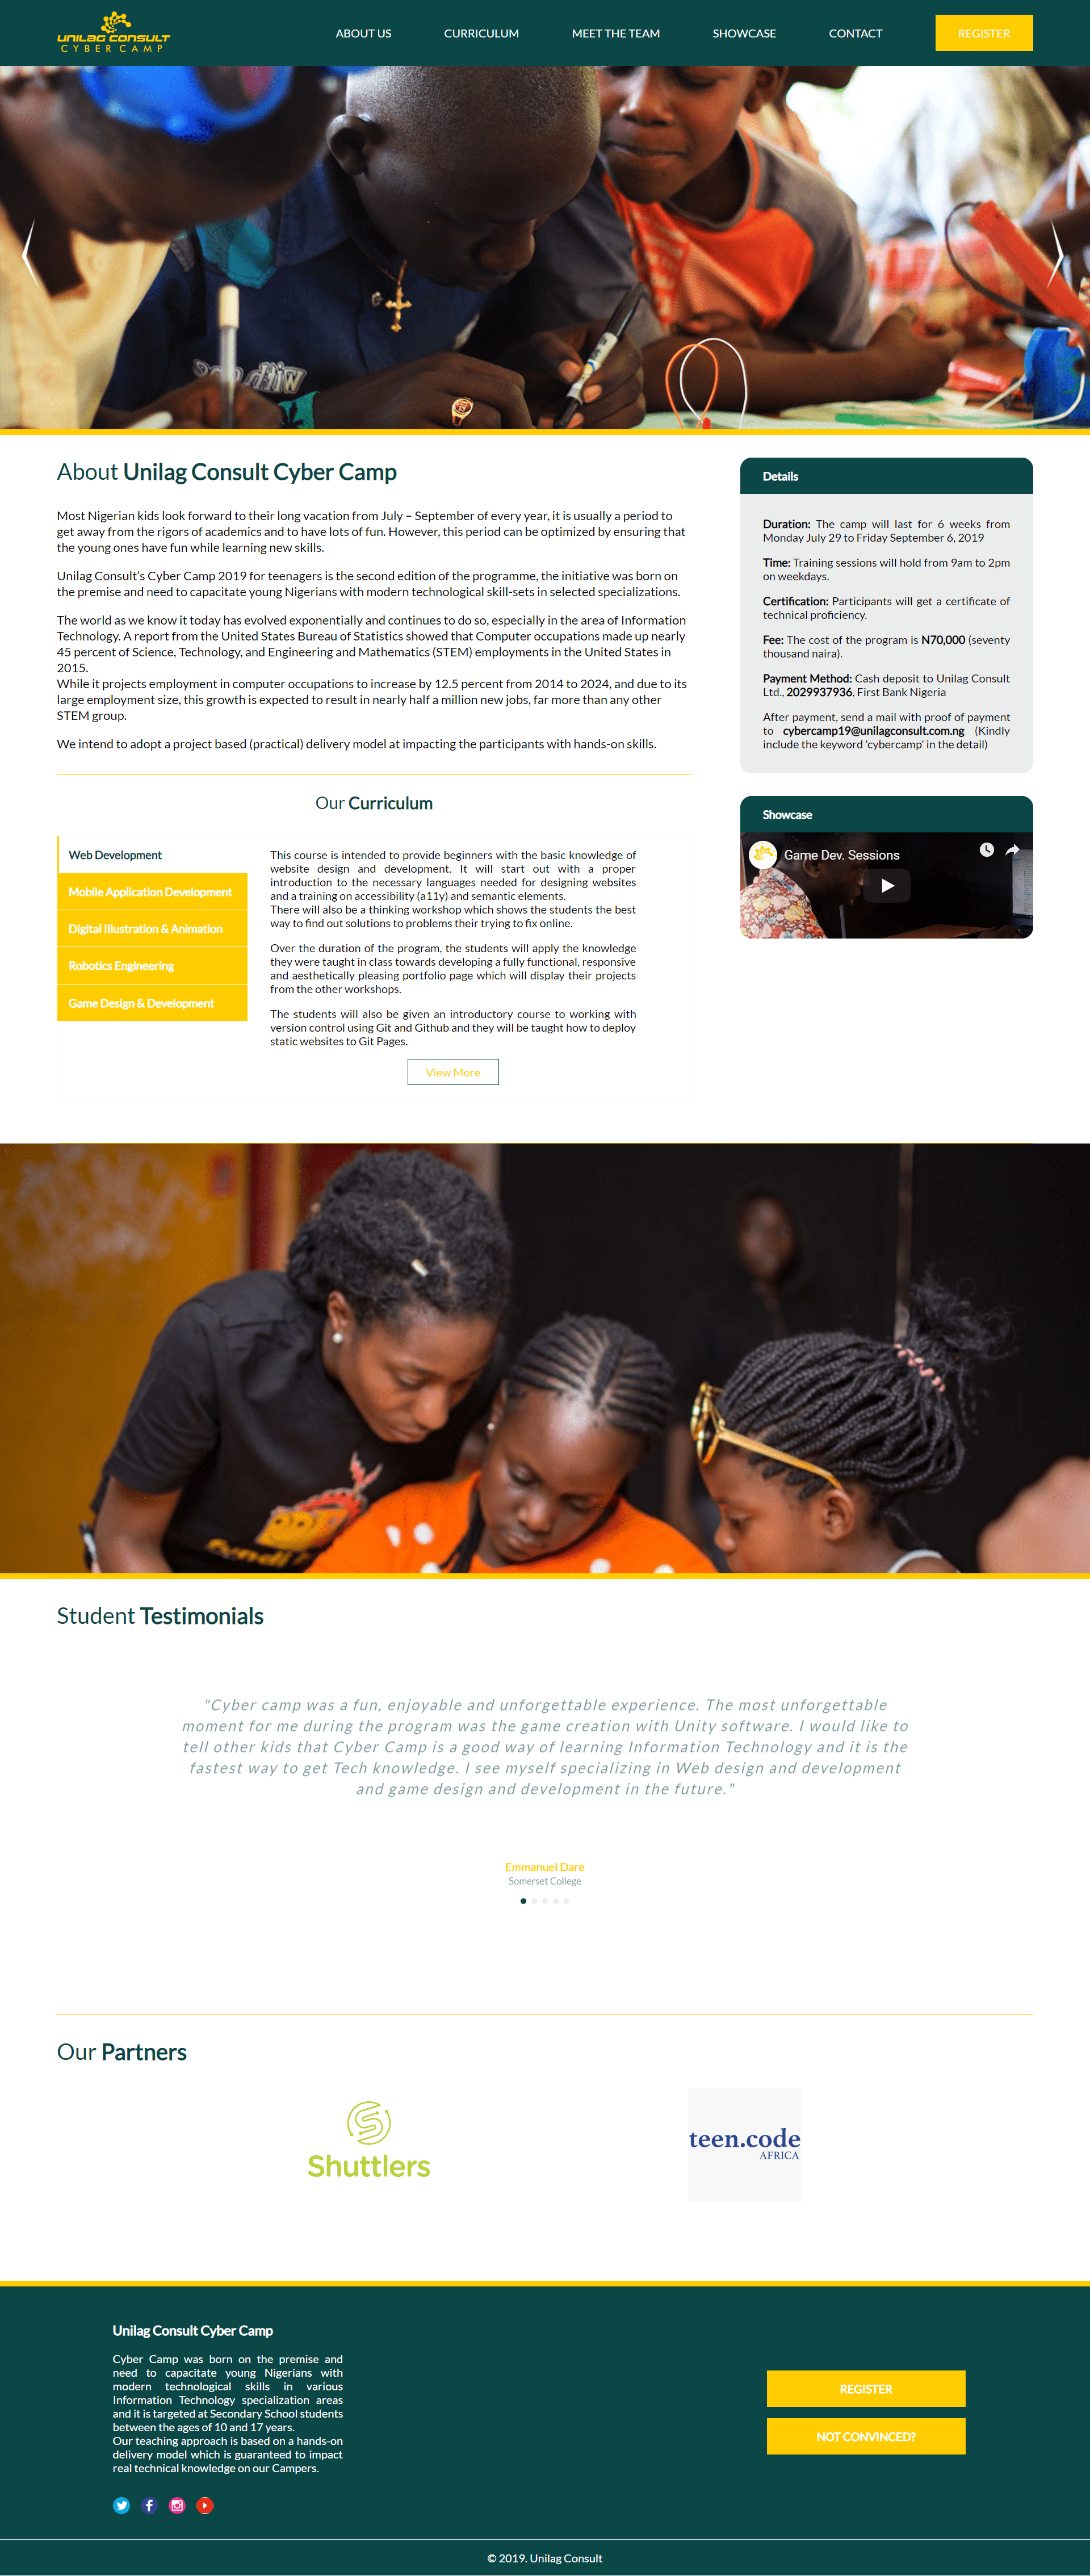 UNILAG CONSULT
CYBER CAMP
ABOUT US
CURRICULUM
MEET THE TEAM
SHOWCASE
CONTACT
REGISTER
About Unilag Consult Cyber Camp
Most Nigerian kids look forward to their long vacation from July – September of every year, it is usually a period to
get away from the rigors of academics and to have lots of fun. However, this period can be optimized by ensuring that
the young ones have fun while learning new skills.
Unilag Consult's Cyber Camp 2019 for teenagers is the second edition of the programme, the initiative was born on
the premise and need to capacitate young Nigerians with modern technological skill-sets in selected specializations.
The world as we know it today has evolved exponentially and continues to do so, especially in the area of Information
Technology. A report from the United States Bureau of Statistics showed that Computer occupations made up nearly
45 percent of Science, Technology, and Engineering and Mathematics (STEM) employments in the United States in
2015.
While it projects employment in computer occupations to increase by 12.5 percent from 2014 to 2024, and due to its
large employment size, this growth is expected to result in nearly half a million new jobs, far more than any other
STEM group.
We intend to adopt a project based (practical) delivery model at impacting the participants with hands-on skills.
Details
Duration: The camp will last for 6 weeks from
Monday July 29 to Friday September 6, 2019
Time: Training sessions will hold from 9am to 2pm
on weekdays.
Certification: Participants will get a certificate of
technical proficiency.
Fee: The cost of the program is N70,000 (seventy
thousand naira).
Payment Method: Cash deposit to Unilag Consult
Ltd., 2029937936, First Bank Nigeria
After payment, send a mail with proof of payment
to cybercamp19@unilagconsult.com.ng (Kindly
include the keyword 'cybercamp' in the detail)
Showcase
Game Dev. Sessions
Our Curriculum
Web Development
Mobile Application Development
Digital Illustration & Animation
Robotics Engineering
Game Design & Development
This course is intended to provide beginners with the basic knowledge of
website design and development. It will start out with a proper
introduction to the necessary languages needed for designing websites
and a training on accessibility (a11y) and semantic elements.
There will also be a thinking workshop which shows the students the best
way to find out solutions to problems their trying to fix online.
Over the duration of the program, the students will apply the knowledge
they were taught in class towards developing a fully functional, responsive
and aesthetically pleasing portfolio page which will display their projects
from the other workshops.
The students will also be given an introductory course to working with
version control using Git and Github and they will be taught how to deploy
static websites to Git Pages.
View More
Student Testimonials
"Cyber camp was a fun, enjoyable and unforgettable experience. The most unforgettable
moment for me during the program was the game creation with Unity software. I would like to
tell other kids that Cyber Camp is a good way of learning Information Technology and it is the
fastest way to get Tech knowledge. I see myself specializing in Web design and development
and game design and development in the future."
Emmanuel Dare
Somerset College
Our Partners
Shuttlers
teen.code
AFRICA
Unilag Consult Cyber Camp
Cyber Camp was born on the premise and
need to capacitate young Nigerians with
modern technological skills in various
Information Technology specialization areas
and it is targeted at Secondary School students
between the ages of 10 and 17 years.
Our teaching approach is based on a hands-on
delivery model which is guaranteed to impact
real technical knowledge on our Campers.
REGISTER
NOT CONVINCED?
© 2019. Unilag Consult